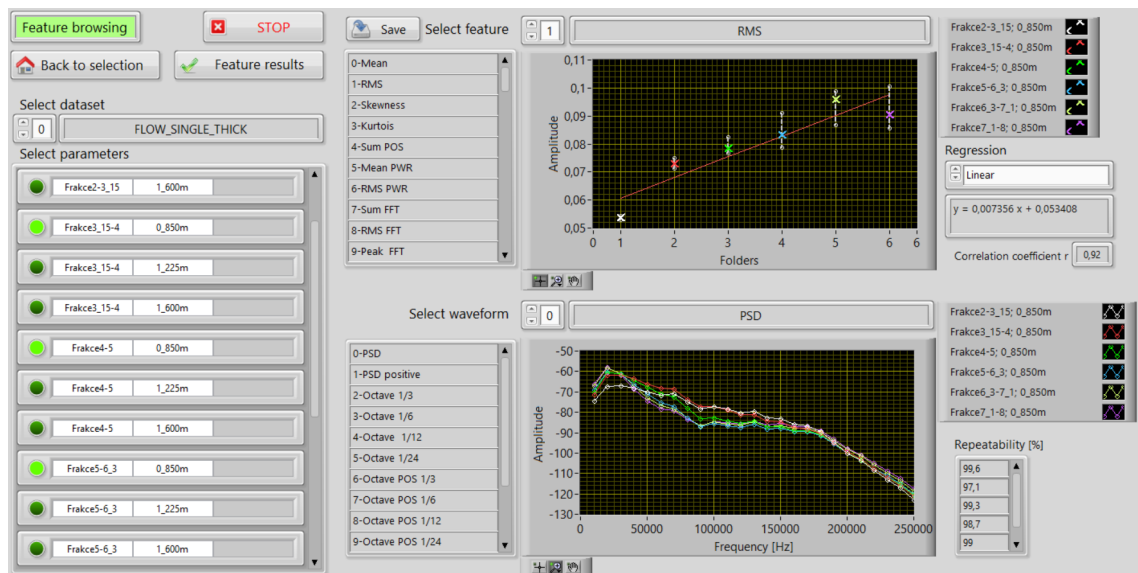 Feature browsing
STOP
Back to selection
Feature results
Select dataset
0
FLOW_SINGLE_THICK
Select parameters
Frakce2-3_15 1_600m
Frakce3_15-4 0_850m
Frakce3_15-4 1_225m
Frakce3_15-4 1_600m
Frakce4-5 0_850m
Frakce4-5 1_225m
Frakce4-5 1_600m
Frakce5-6_3 0_850m
Frakce5-6_3 1_225m
Frakce5-6_3 1_600m
Save
Select feature
1
RMS
0-Mean
1-RMS
2-Skewness
3-Kurtois
4-Sum POS
5-Mean PWR
6-RMS PWR
7-Sum FFT
8-RMS FFT
9-Peak FFT
0,11
0,1
0,09
0,08
0,07
0,06
0,05
Amplitude
0 1 2 3 4 5 6 6
Folders
Frakce2-3_15; 0_850m
Frakce3_15-4; 0_850m
Frakce4-5; 0_850m
Frakce5-6_3; 0_850m
Frakce6_3-7_1; 0_850m
Frakce7_1-8; 0_850m
Regression
Linear
y = 0,007356 x + 0,053408
Correlation coefficient r 0,92
Select waveform
0
PSD
0-PSD
1-PSD positive
2-Octave 1/3
3-Octave 1/6
4-Octave 1/12
5-Octave 1/24
6-Octave POS 1/3
7-Octave POS 1/6
8-Octave POS 1/12
9-Octave POS 1/24
-50
-60
-70
-80
-90
-100
-110
-120
-130
Amplitude
0 50000 100000 150000 0 250000
Frequency [Hz]
Frakce2-3_15; 0_850m
Frakce3_15-4; 0_850m
Frakce4-5; 0_850m
Frakce5-6_3; 0_850m
Frakce6_3-7_1; 0_850m
Frakce7_1-8; 0_850m
Repeatability [%]
99,6
97,1
99,3
98,7
99